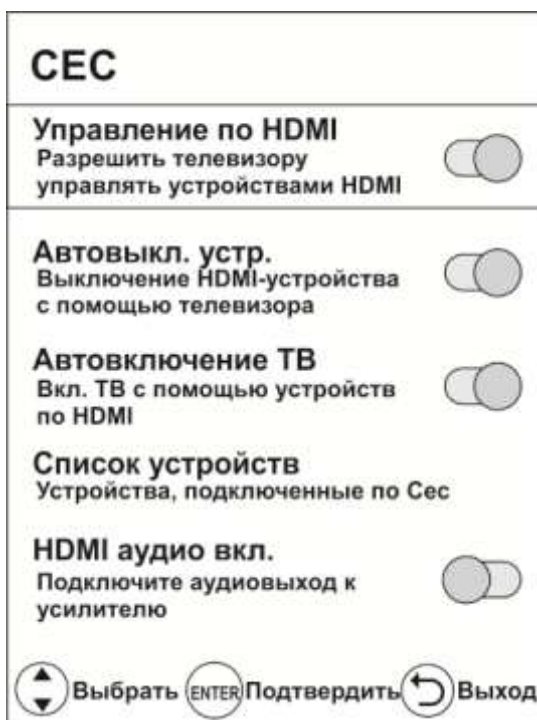 CEC
Управление по HDMI
Разрешить телевизору
управлять устройствами HDMI
Автовыкл. устр.
Выключение HDMI-устройства
с помощью телевизора
Автовключение ТВ
Вкл. ТВ с помощью устройств
по HDMI
Список устройств
Устройства, подключенные по Сес
HDMI аудио вкл.
Подключите аудиовыход к
усилителю
Выбрать ENTER Подтвердить Выход